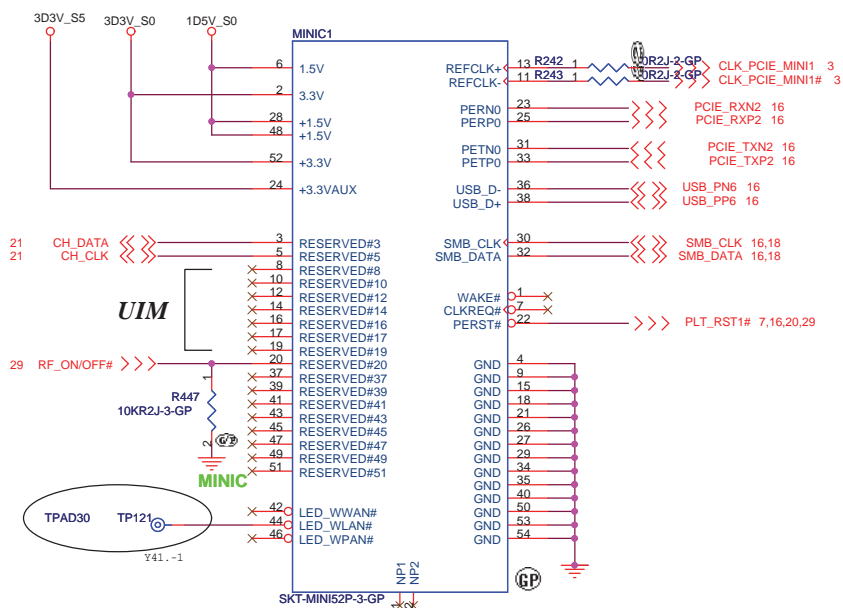 3D3V_S5 3D3V_S0 1D5V_S0
MINIC1
6 1.5V
2 3.3V
28 +1.5V
48 +1.5V
52 +3.3V
24 +3.3VAUX
REFCLK+ 13 1 R242 CLK_PCIE_MINI1 3
REFCLK- 11 1 R243 0R2J-2-GP CLK_PCIE_MINI1# 3
PERN0 23 PCIE_RXN2 16
PERP0 25 PCIE_RXP2 16
PETN0 31 PCIE_TXN2 16
PETP0 33 PCIE_TXP2 16
USB_D- 36 USB_PN6 16
USB_D+ 38 USB_PP6 16
21 CH_DATA 3 RESERVED#3
21 CH_CLK 5 RESERVED#5
SMB_CLK 30 SMB_CLK 16,18
SMB_DATA 32 SMB_DATA 16,18
UIM
8 RESERVED#8
10 RESERVED#10
12 RESERVED#12
14 RESERVED#14
16 RESERVED#16
17 RESERVED#17
19 RESERVED#19
WAKE# 1
CLKREQ# 7
PERST# 22 PLT_RST1# 7,16,20,29
29 RF_ON/OFF# 20 RESERVED#20
37 RESERVED#37
39 RESERVED#39
41 RESERVED#41
43 RESERVED#43
45 RESERVED#45
47 RESERVED#47
49 RESERVED#49
51 RESERVED#51
1
R447
10KR2J-3-GP
2
MINIC
GND 4
GND 9
GND 15
GND 18
GND 21
GND 26
GND 27
GND 29
GND 34
GND 35
GND 40
GND 50
GND 53
GND 54
42 LED_WWAN#
TPAD30 TP121 44 LED_WLAN#
46 LED_WPAN#
Y41.-1
NP1
NP2
GP
SKT-MINI52P-3-GP